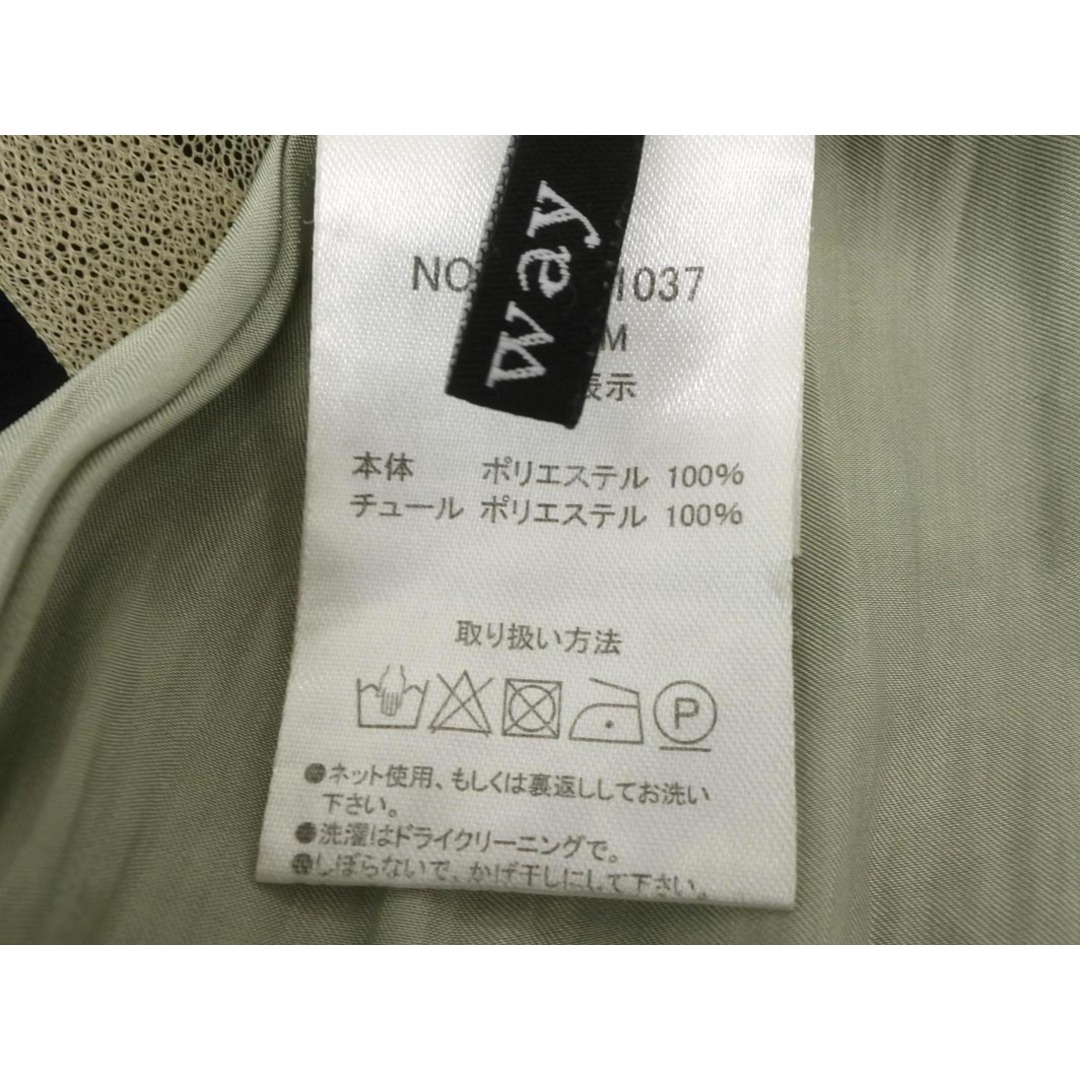 way
NO 1037
M
表示
本体 ポリエステル 100%
チュール ポリエステル 100%
取り扱い方法
P
●ネット使用、もしくは裏返ししてお洗い
下さい。
●洗濯はドライクリーニングで。
●しぼらないで、かげ干しにして下さい。